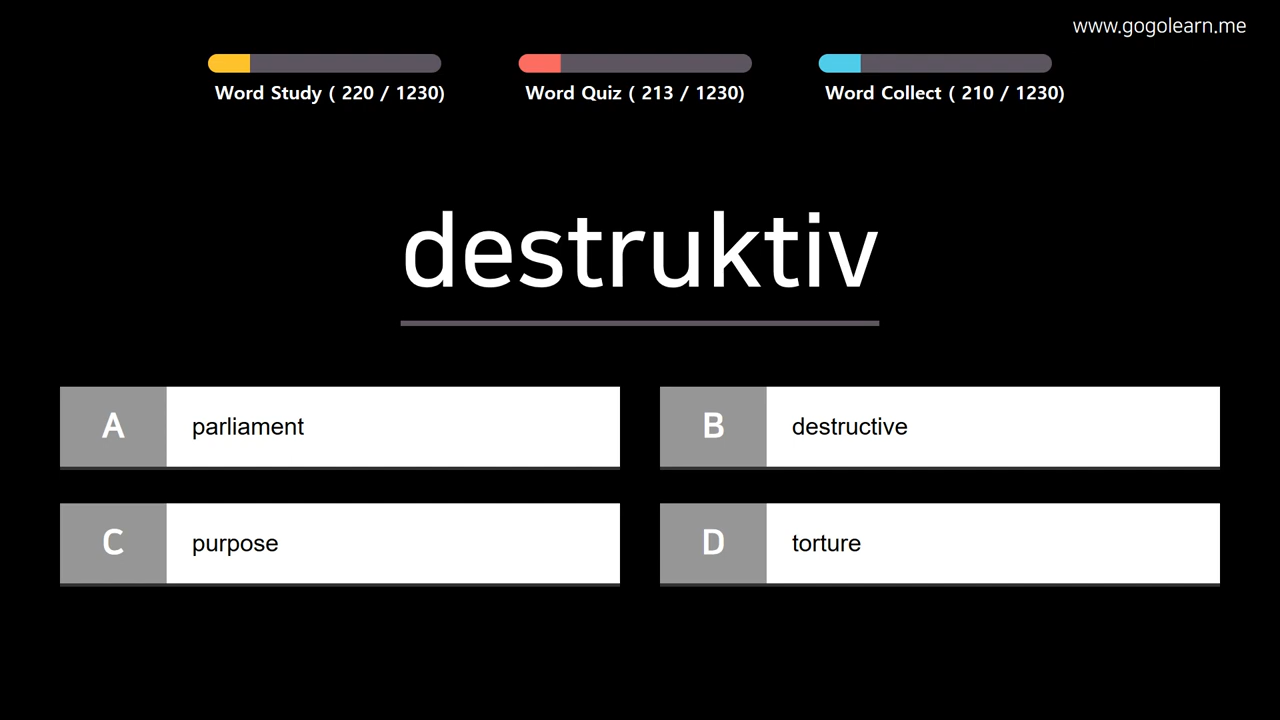 www.gogolearn.me
Word Study ( 220 / 1230)
Word Quiz ( 213 / 1230)
Word Collect ( 210 / 1230)
destruktiv
A parliament
B destructive
C purpose
D torture